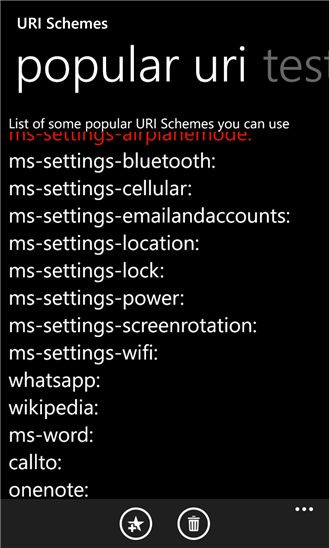 URI Schemes
popular uri test
List of some popular URI Schemes you can use
ms-settings-airplanemode:
ms-settings-bluetooth:
ms-settings-cellular:
ms-settings-emailandaccounts:
ms-settings-location:
ms-settings-lock:
ms-settings-power:
ms-settings-screenrotation:
ms-settings-wifi:
whatsapp:
wikipedia:
ms-word:
callto:
onenote: